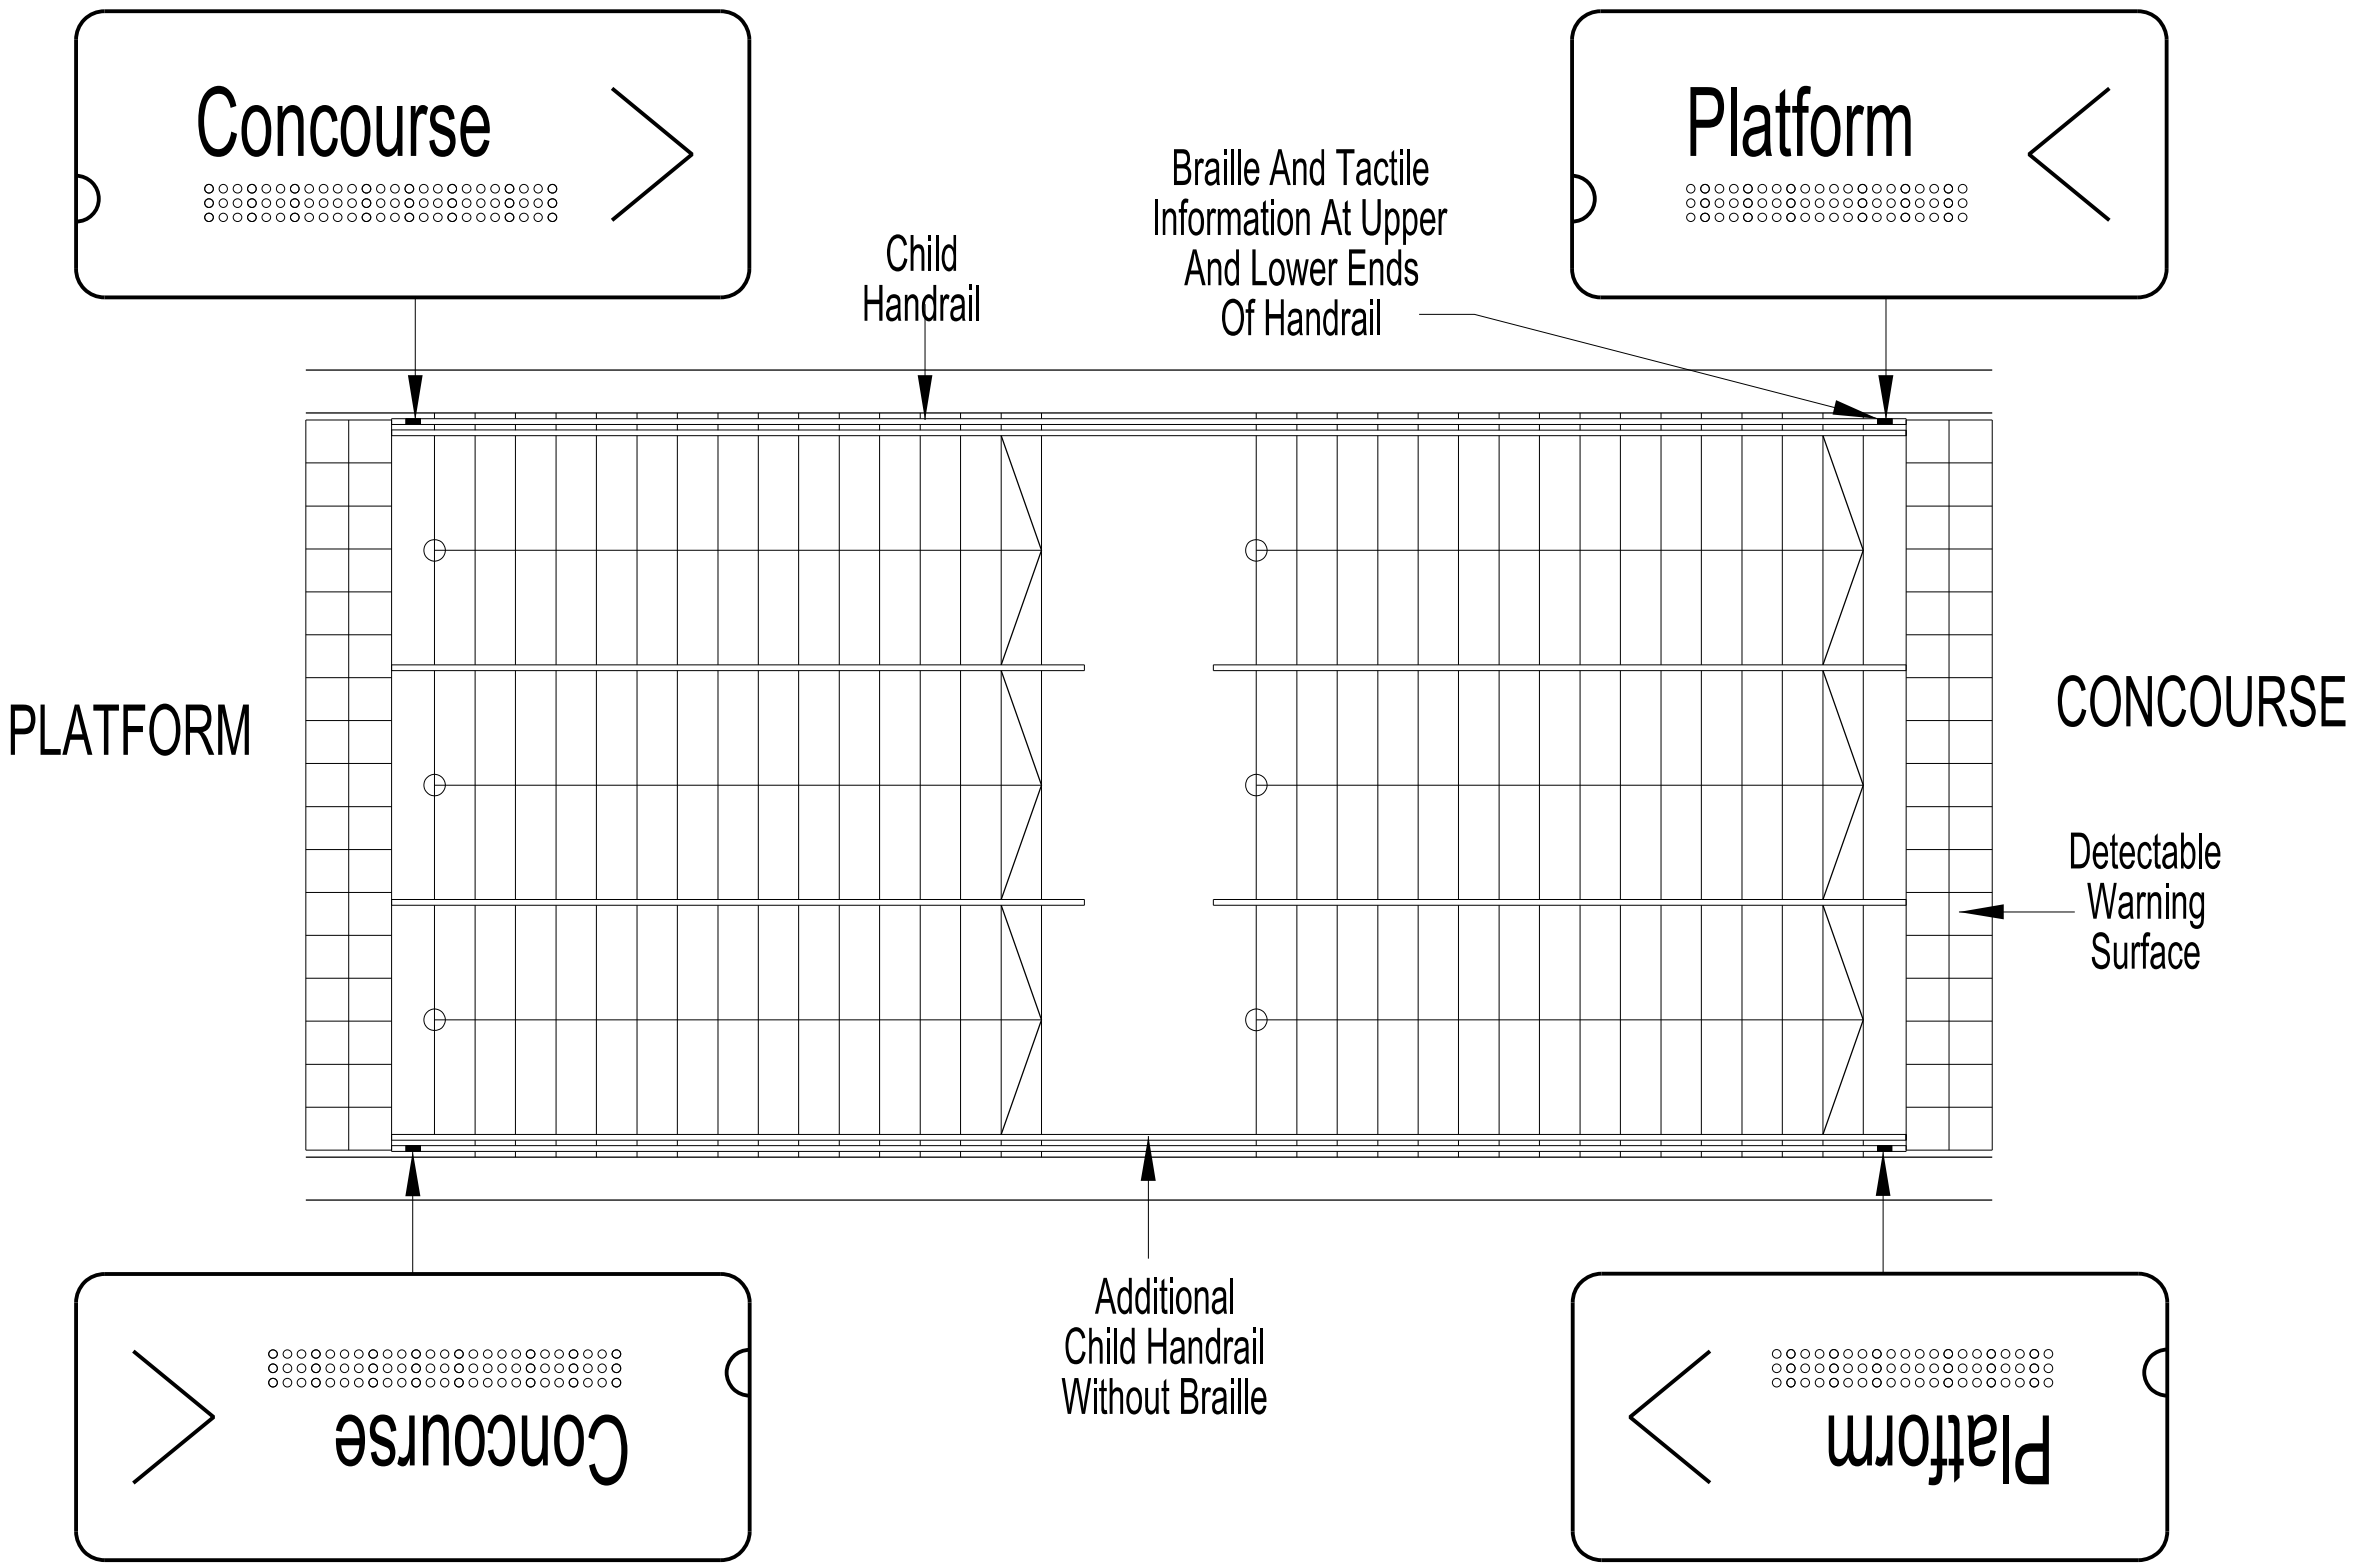 Concourse
Platform
Braille And Tactile
Information At Upper
And Lower Ends
Of Handrail
Child
Handrail
PLATFORM
CONCOURSE
Detectable
Warning
Surface
Additional
Child Handrail
Without Braille
Concourse
Platform